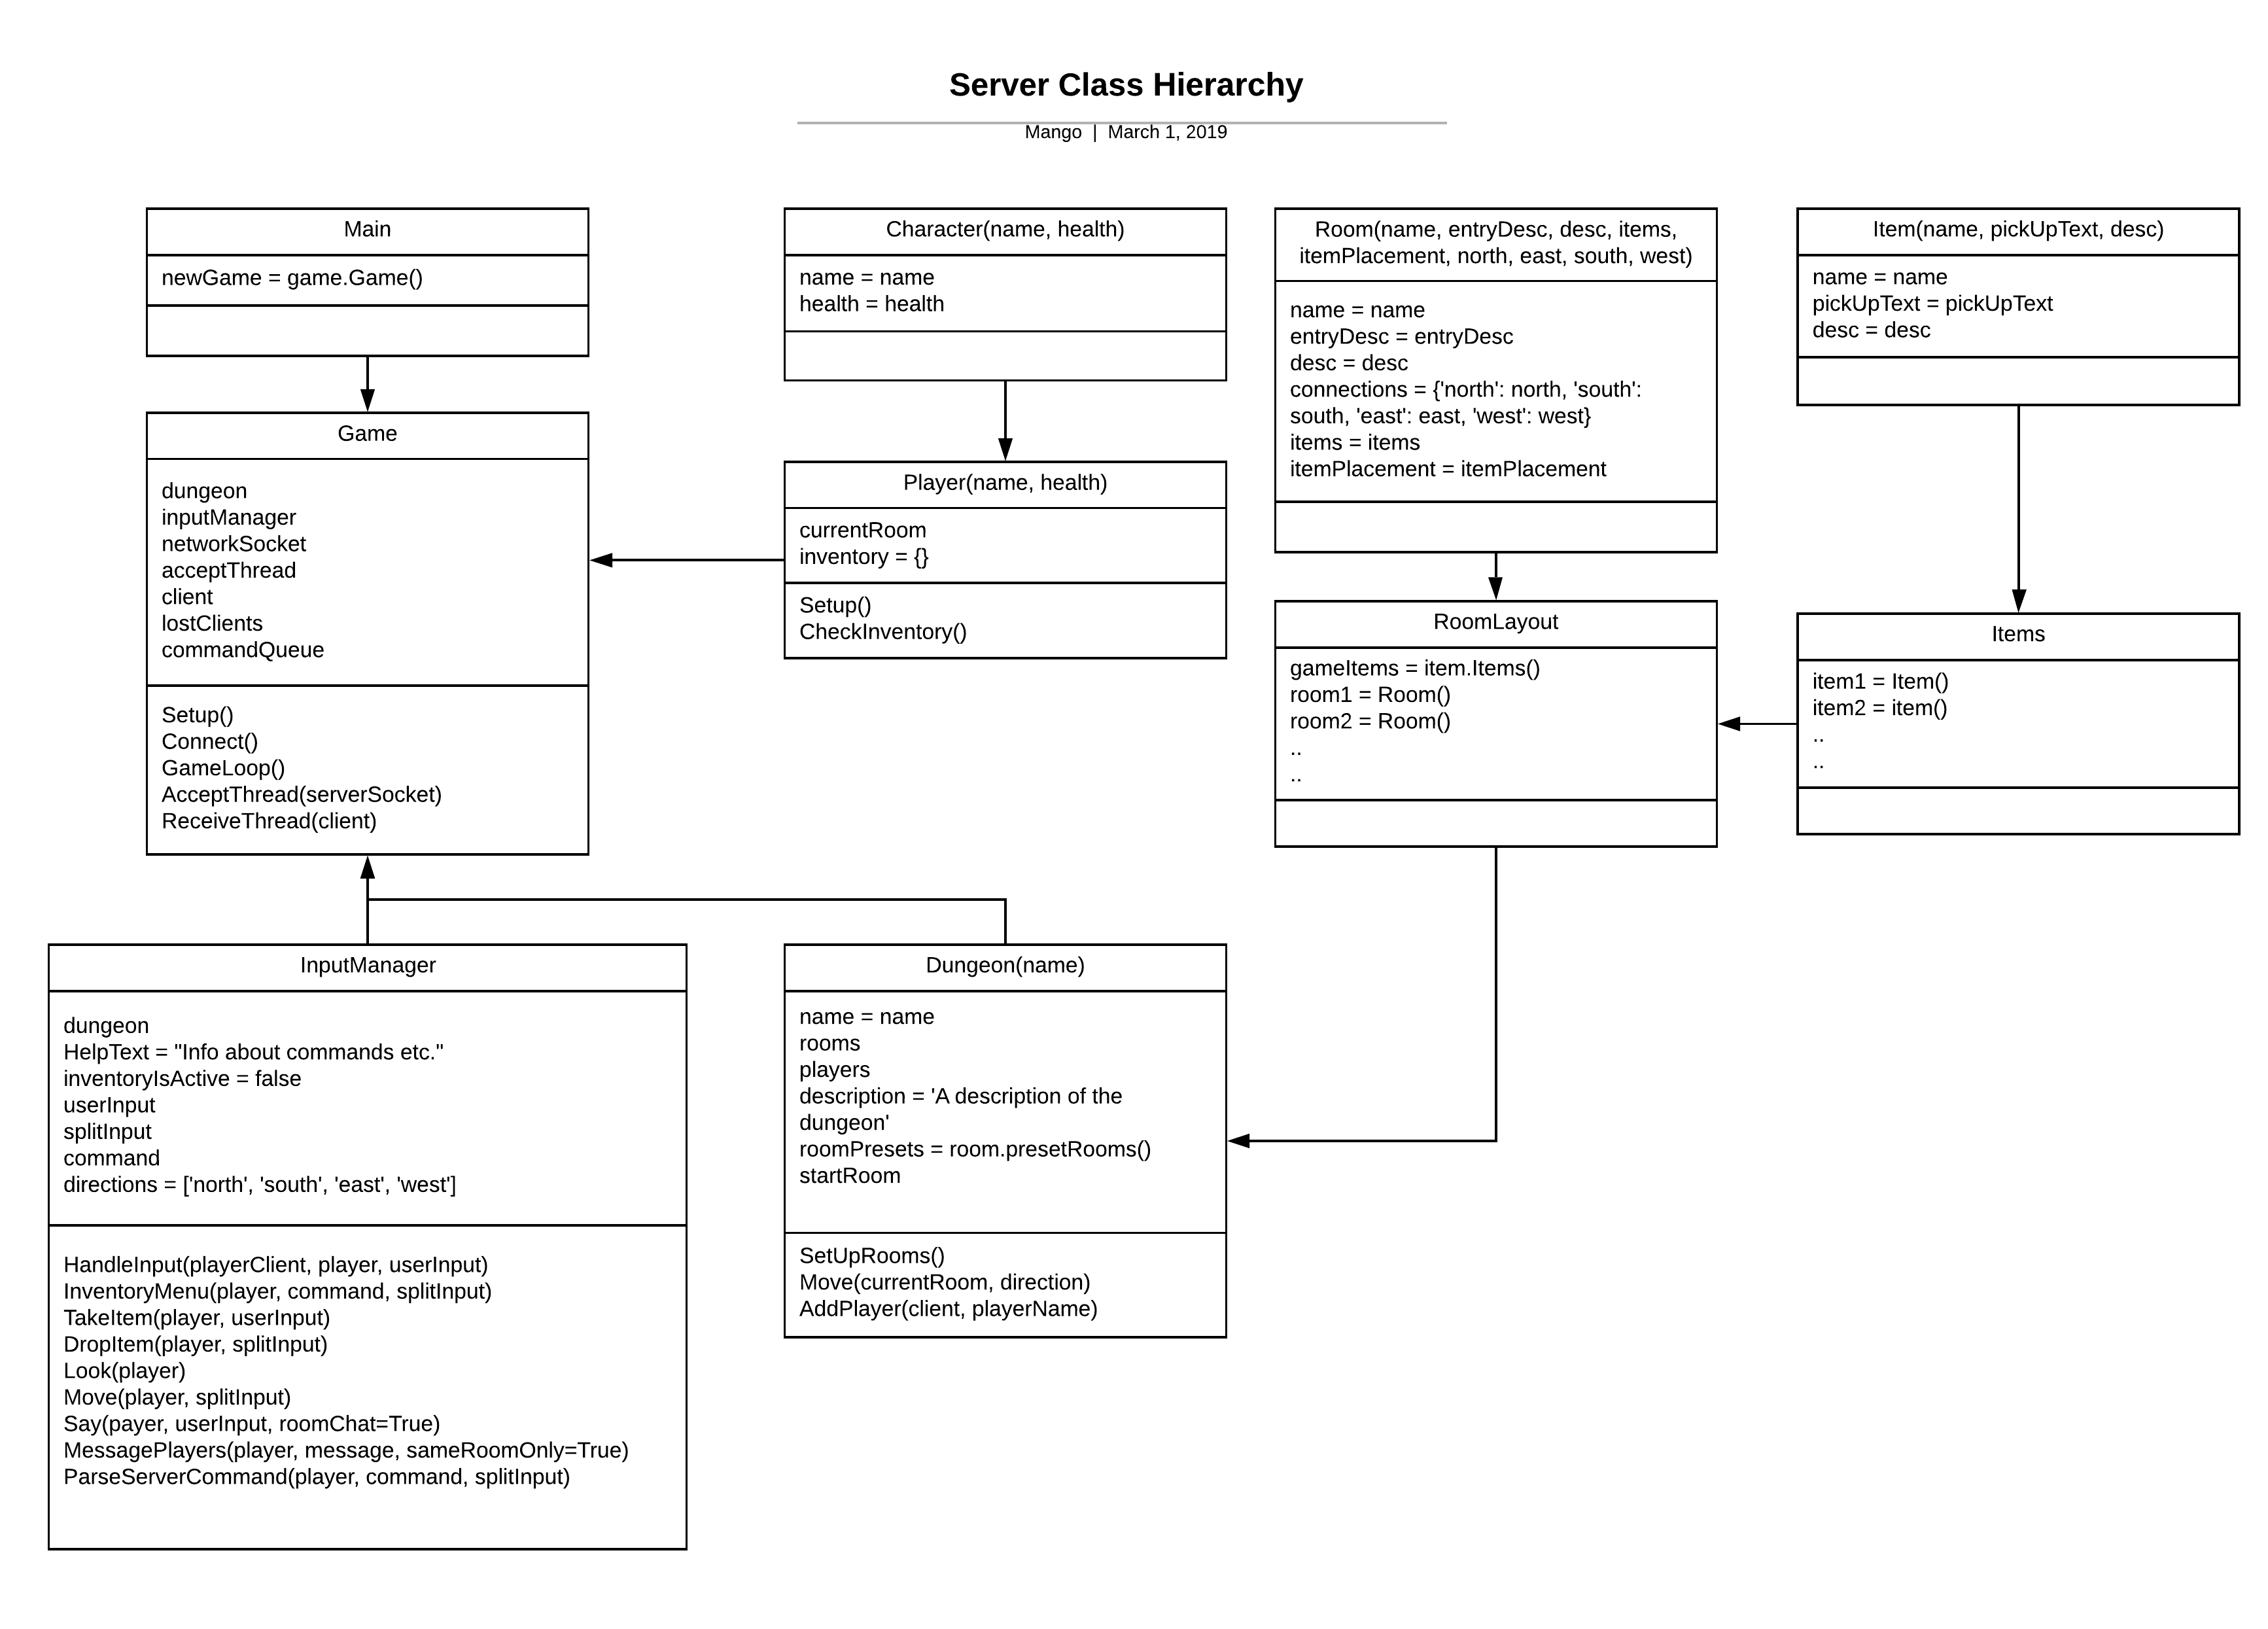 Server Class Hierarchy
Mango | March 1, 2019
Main
newGame = game.Game()
Game
dungeon
inputManager
networkSocket
acceptThread
client
lostClients
commandQueue
Setup()
Connect()
GameLoop()
AcceptThread(serverSocket)
ReceiveThread(client)
Character(name, health)
name = name
health = health
Player(name, health)
currentRoom
inventory = {}
Setup()
CheckInventory()
Room(name, entryDesc, desc, items,
itemPlacement, north, east, south, west)
name = name
entryDesc = entryDesc
desc = desc
connections = {'north': north, 'south':
south, 'east': east, 'west': west}
items = items
itemPlacement = itemPlacement
RoomLayout
gameItems = item.Items()
room1 = Room()
room2 = Room()
..
..
Item(name, pickUpText, desc)
name = name
pickUpText = pickUpText
desc = desc
Items
item1 = Item()
item2 = item()
..
..
InputManager
dungeon
HelpText = "Info about commands etc."
inventoryIsActive = false
userInput
splitInput
command
directions = ['north', 'south', 'east', 'west']
HandleInput(playerClient, player, userInput)
InventoryMenu(player, command, splitInput)
TakeItem(player, userInput)
DropItem(player, splitInput)
Look(player)
Move(player, splitInput)
Say(payer, userInput, roomChat=True)
MessagePlayers(player, message, sameRoomOnly=True)
ParseServerCommand(player, command, splitInput)
Dungeon(name)
name = name
rooms
players
description = 'A description of the
dungeon'
roomPresets = room.presetRooms()
startRoom
SetUpRooms()
Move(currentRoom, direction)
AddPlayer(client, playerName)